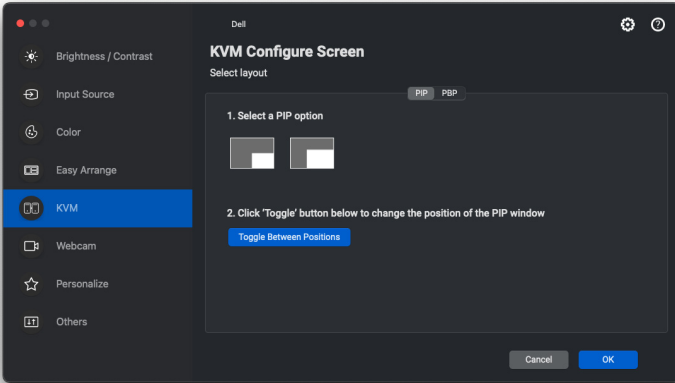 Dell
Brightness / Contrast
Input Source
Color
Easy Arrange
KVM
Webcam
Personalize
Others
KVM Configure Screen
Select layout
PIP PBP
1. Select a PIP option
2. Click 'Toggle' button below to change the position of the PIP window
Toggle Between Positions
Cancel OK